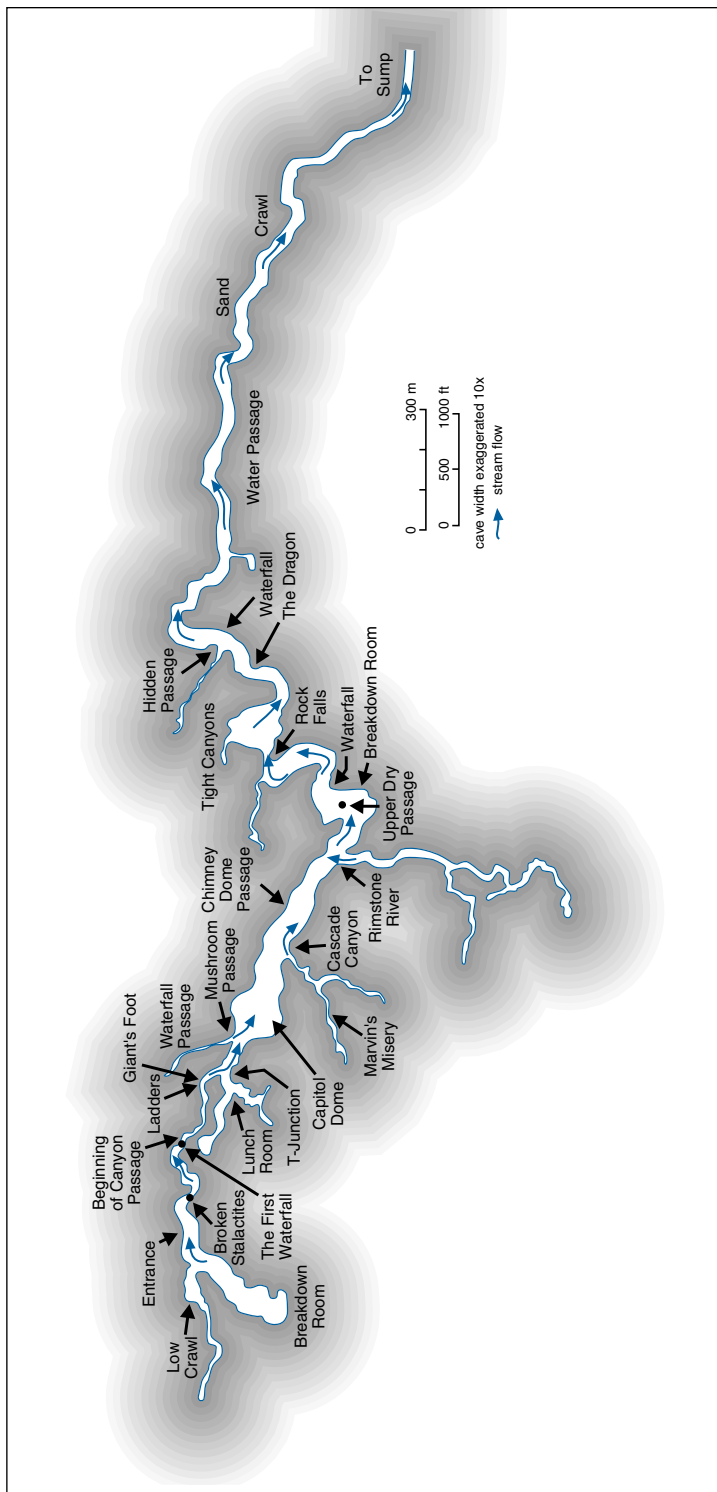 Low
Crawl
Entrance
Breakdown
Room
Beginning
of Canyon
Passage
Broken
Stalactites
The First
Waterfall
Ladders
Giant's Foot
Lunch
Room
T-Junction
Waterfall
Passage
Mushroom
Passage
Capitol
Dome
Chimney
Dome
Passage
Marvin's
Misery
Cascade
Canyon
Rimstone
River
Upper Dry
Passage
Breakdown Room
Waterfall
Rock
Falls
Tight Canyons
Hidden
Passage
The Dragon
Waterfall
Water Passage
Sand
Crawl
To
Sump
0 300 m
0 500 1000 ft
cave width exaggerated 10x
stream flow